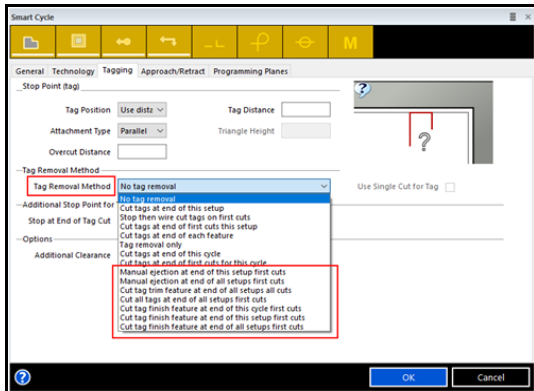 Smart Cycle
M
General Technology Tagging Approach/Retract Programming Planes
Stop Point (tag)
Tag Position Use dista Tag Distance
Attachment Type Parallel Triangle Height
Overcut Distance
?
?
Tag Removal Method
Tag Removal Method No tag removal Use Single Cut for Tag
No tag removal
Additional Stop Point for
Cut tags at end of this setup
Stop then wire cut tags on first cuts
Stop at End of Tag Cut
Cut tags at end of first cuts this setup
Cut tags at end of each feature
Options
Tag removal only
Cut tags at end of this cycle
Additional Clearance
Cut tags at end of first cuts for this cycle
Manual ejection at end of this setup first cuts
Manual ejection at end of all setups first cuts
Cut tag trim feature at end of all setups all cuts
Cut all tags at end of all setups first cuts
Cut tag finish feature at end of this cycle first cuts
Cut tag finish feature at end of this setup first cuts
Cut tag finish feature at end of all setups first cuts
? OK Cancel